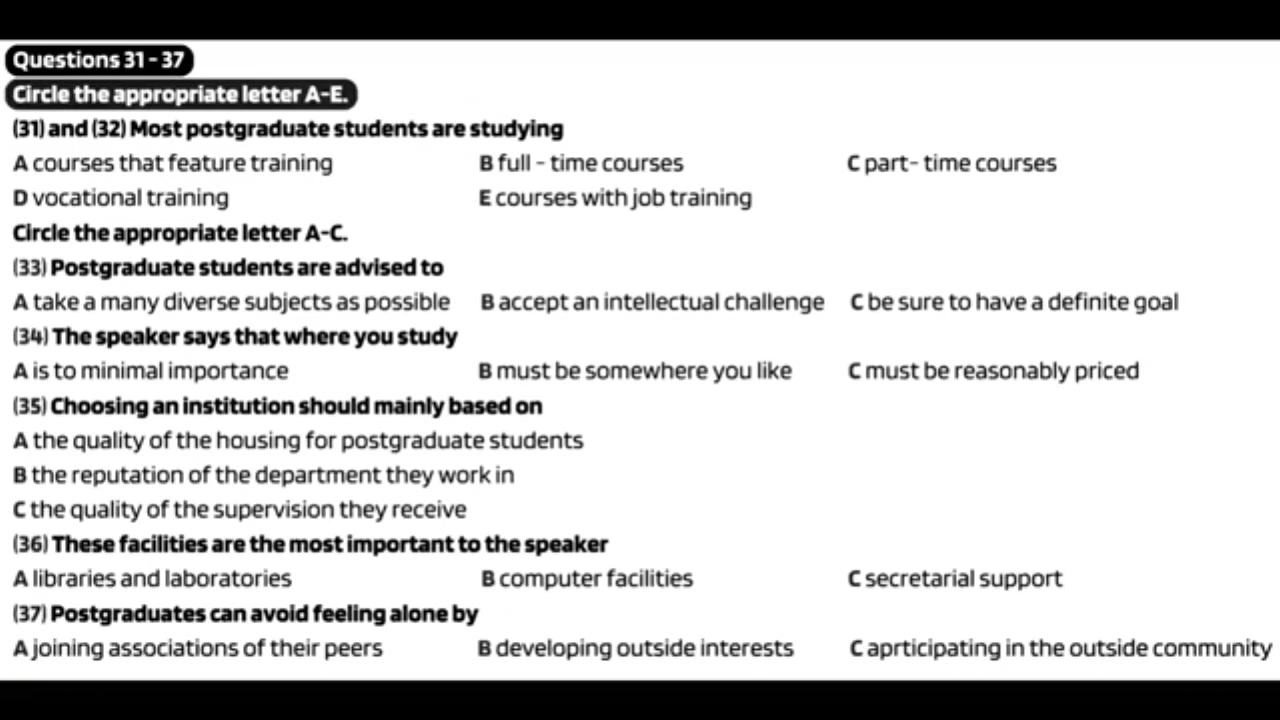 Questions 31 - 37
Circle the appropriate letter A-E.
(31) and (32) Most postgraduate students are studying
A courses that feature training B full - time courses C part- time courses
D vocational training E courses with job training
Circle the appropriate letter A-C.
(33) Postgraduate students are advised to
A take a many diverse subjects as possible B accept an intellectual challenge C be sure to have a definite goal
(34) The speaker says that where you study
A is to minimal importance B must be somewhere you like C must be reasonably priced
(35) Choosing an institution should mainly based on
A the quality of the housing for postgraduate students
B the reputation of the department they work in
C the quality of the supervision they receive
(36) These facilities are the most important to the speaker
A libraries and laboratories B computer facilities C secretarial support
(37) Postgraduates can avoid feeling alone by
A joining associations of their peers B developing outside interests C aprticipating in the outside community